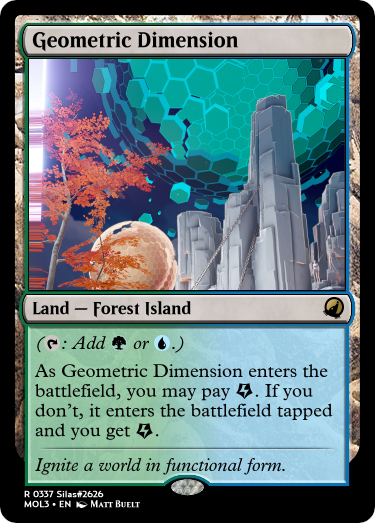 Geometric Dimension
Land — Forest Island
(: Add or .)
As Geometric Dimension enters the
battlefield, you may pay . If you
don't, it enters the battlefield tapped
and you get .
Ignite a world in functional form.
R 0337 Silas#2626
MOL3 • EN Matt Buelt